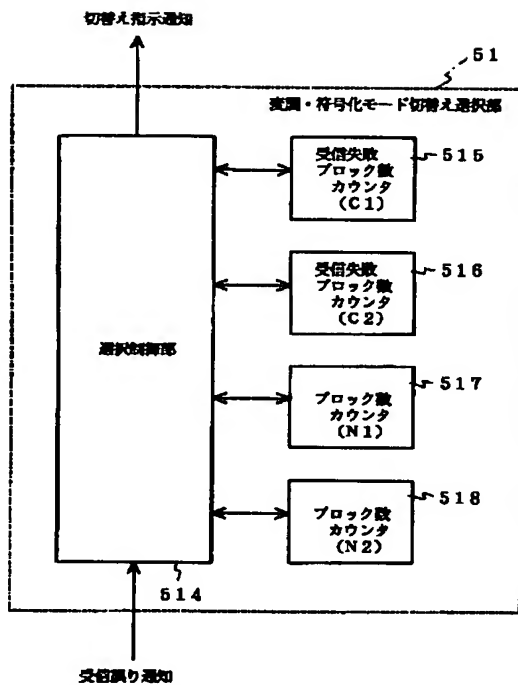 切替え指示通知
51
変調・符号化モード切替え選択部
受信失敗
ブロック数
カウンタ
(C1)
515
受信失敗
ブロック数
カウンタ
(C2)
516
選択制御部
ブロック数
カウンタ
(N1)
517
ブロック数
カウンタ
(N2)
518
514
受信誤り通知